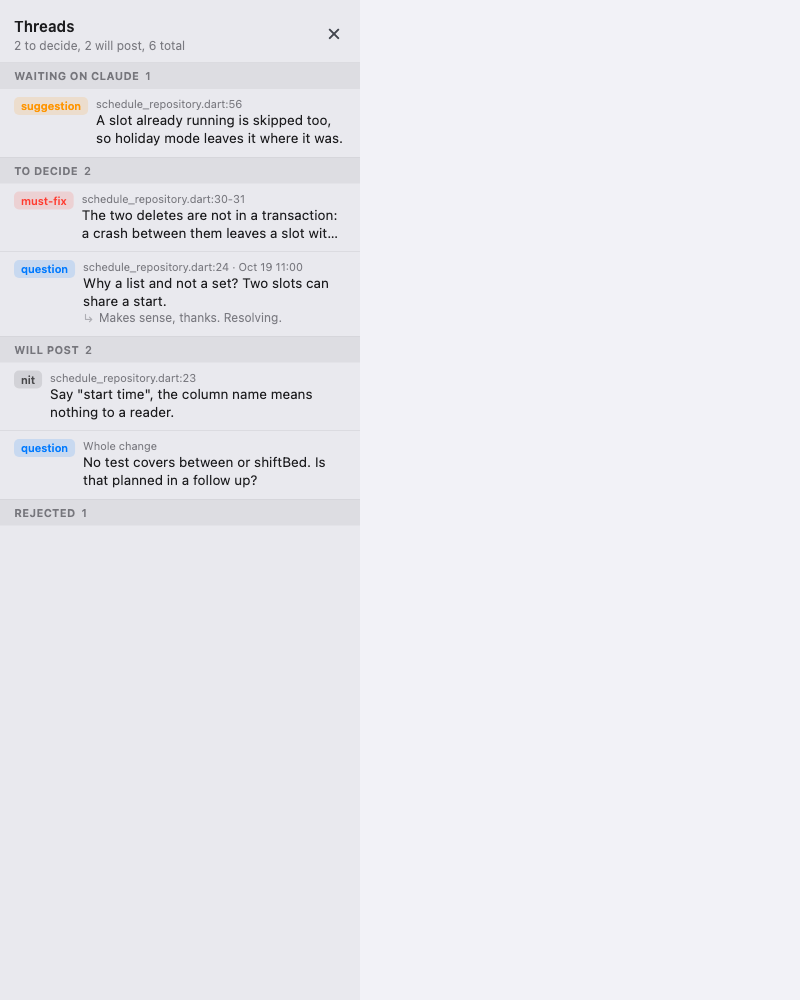 Threads
2 to decide, 2 will post, 6 total
WAITING ON CLAUDE 1
suggestion schedule_repository.dart:56
A slot already running is skipped too,
so holiday mode leaves it where it was.
TO DECIDE 2
must-fix schedule_repository.dart:30-31
The two deletes are not in a transaction:
a crash between them leaves a slot wit…
question schedule_repository.dart:24 · Oct 19 11:00
Why a list and not a set? Two slots can
share a start.
↳ Makes sense, thanks. Resolving.
WILL POST 2
nit schedule_repository.dart:23
Say "start time", the column name means
nothing to a reader.
question Whole change
No test covers between or shiftBed. Is
that planned in a follow up?
REJECTED 1